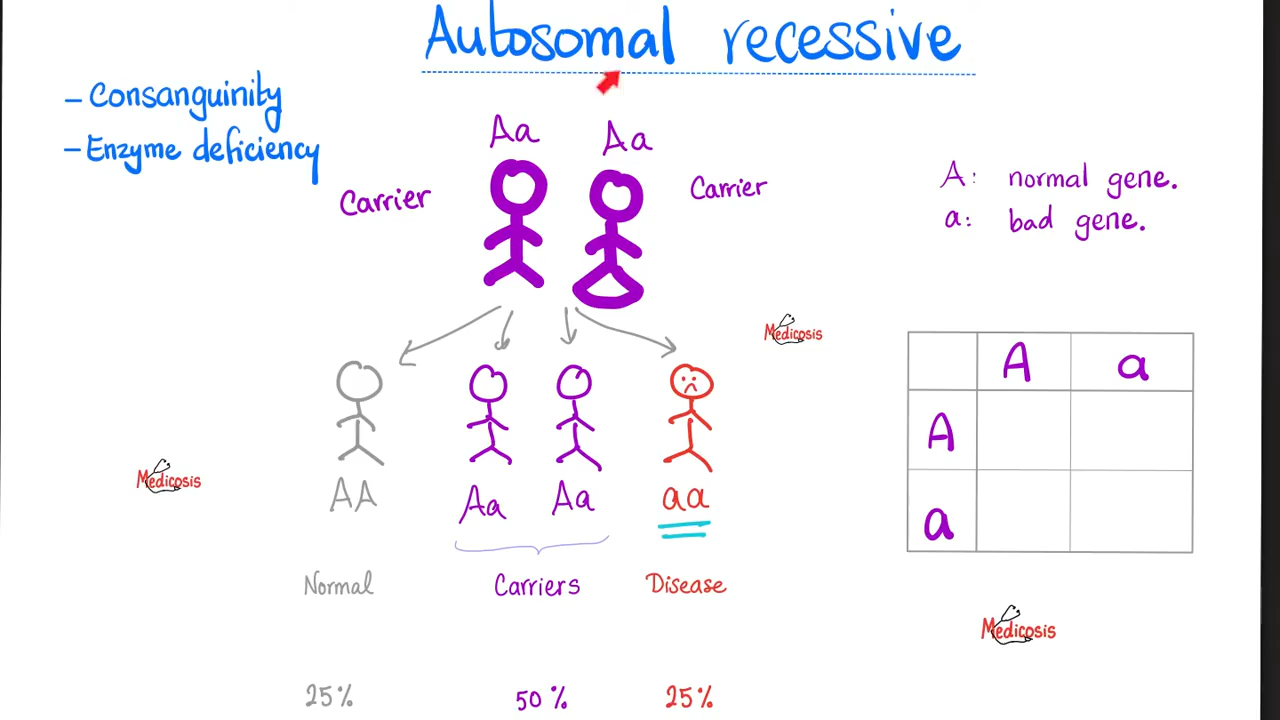 Autosomal recessive
- Consanguinity
- Enzyme deficiency
Aa Aa
Carrier Carrier
A: normal gene.
a: bad gene.
Medicosis
A a
A
a
Medicosis
AA Aa Aa aa
Normal Carriers Disease
Medicosis
25% 50% 25%